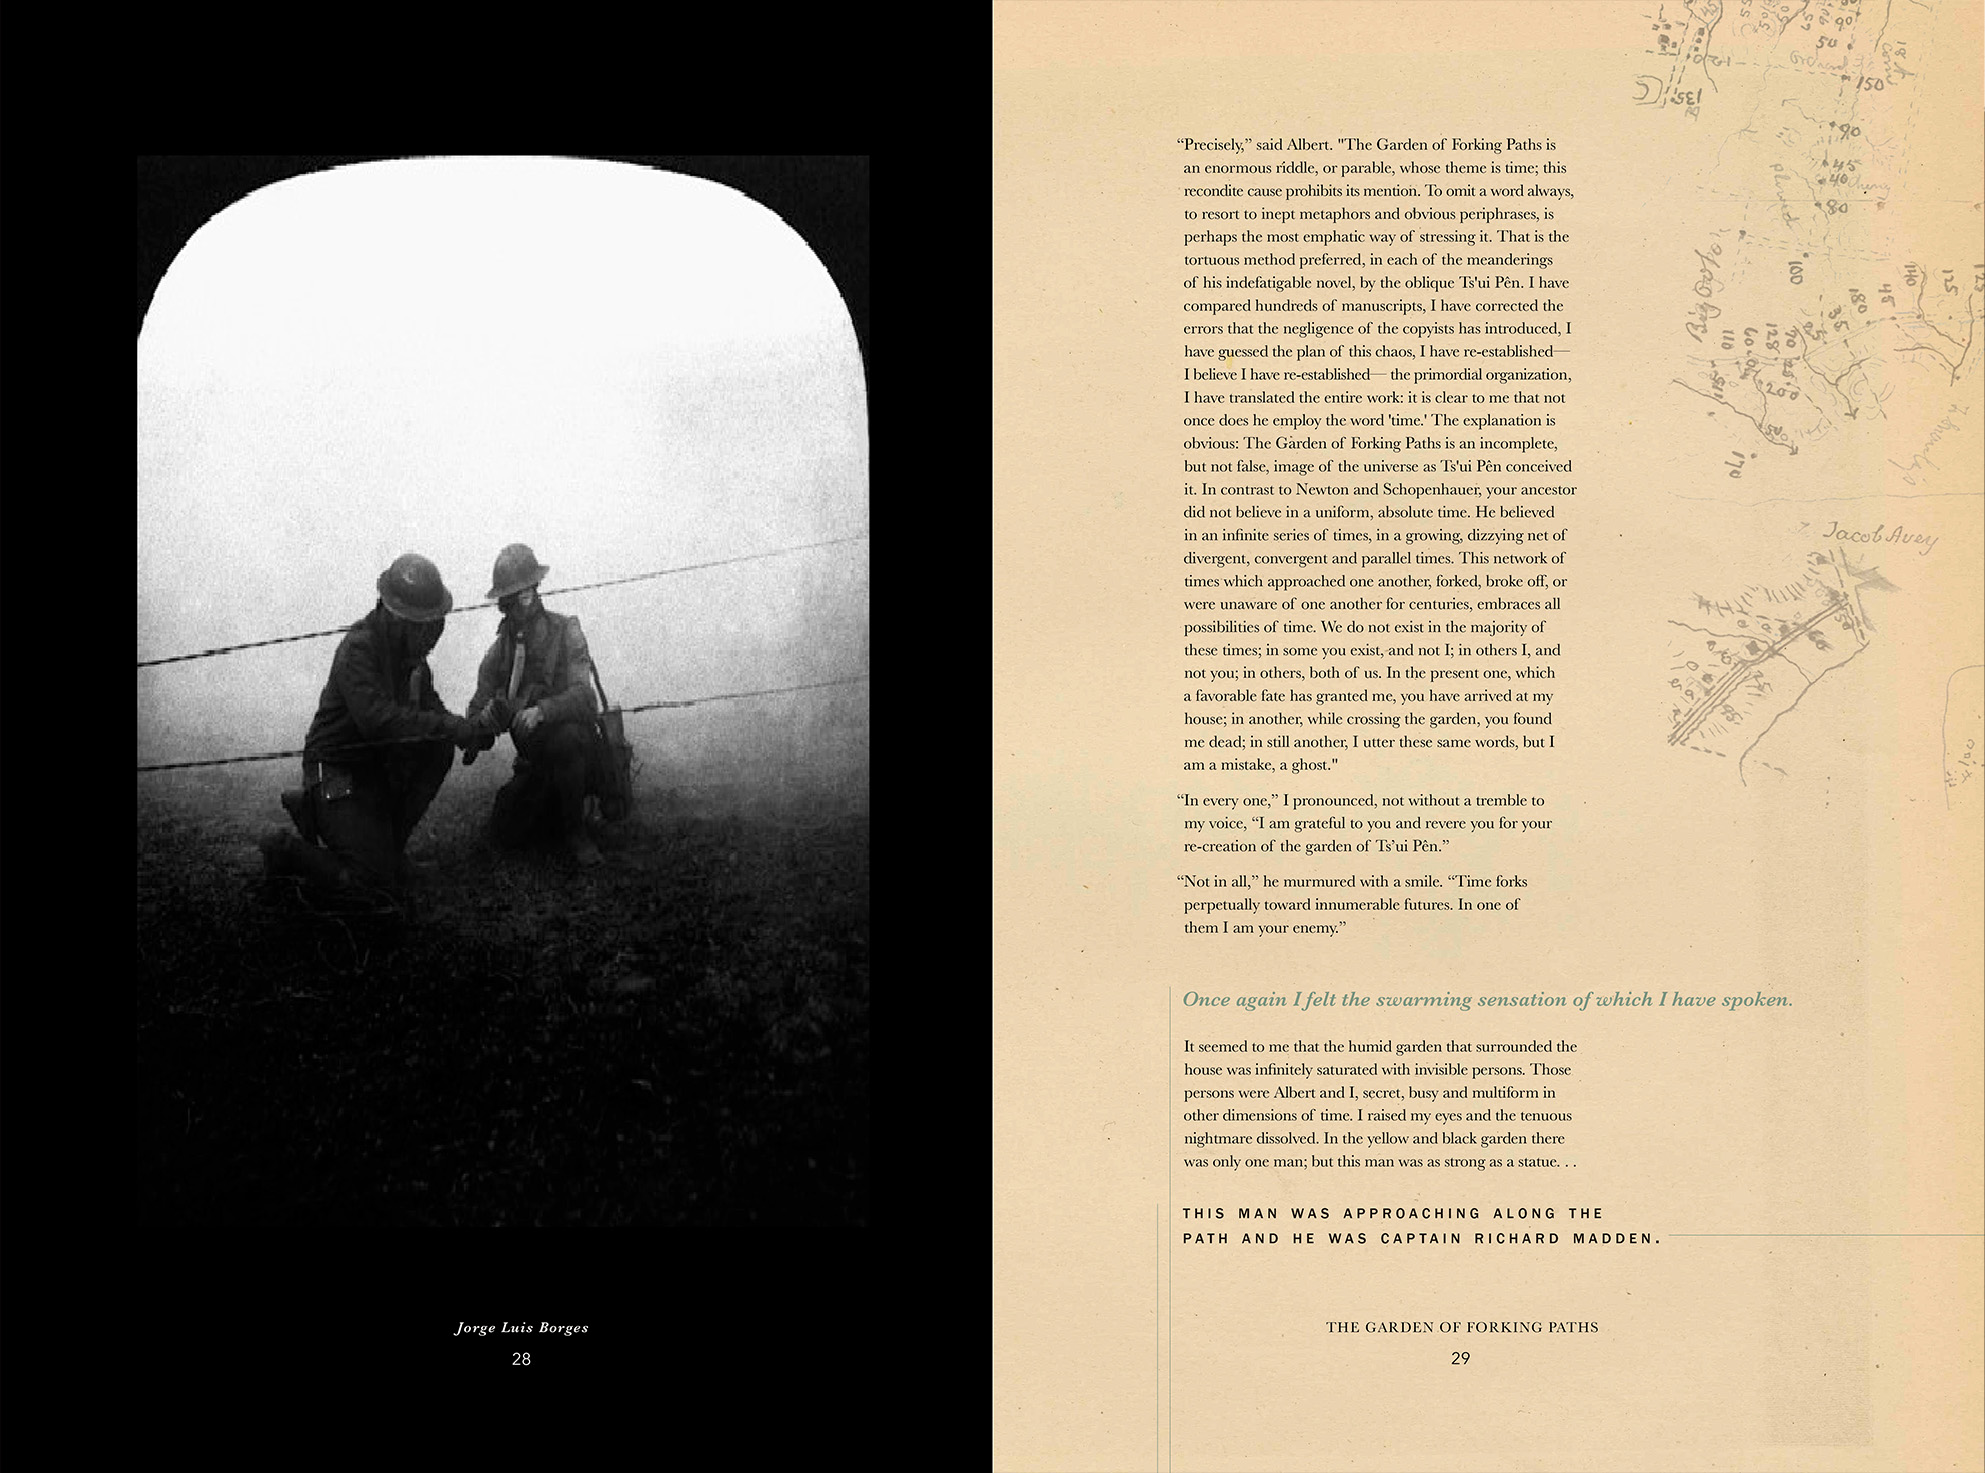 Jorge Luis Borges
28
“Precisely,” said Albert. "The Garden of Forking Paths is
an enormous riddle, or parable, whose theme is time; this
recondite cause prohibits its mention. To omit a word always,
to resort to inept metaphors and obvious periphrases, is
perhaps the most emphatic way of stressing it. That is the
tortuous method preferred, in each of the meanderings
of his indefatigable novel, by the oblique Ts'ui Pên. I have
compared hundreds of manuscripts, I have corrected the
errors that the negligence of the copyists has introduced, I
have guessed the plan of this chaos, I have re-established—
I believe I have re-established— the primordial organization,
I have translated the entire work: it is clear to me that not
once does he employ the word 'time.' The explanation is
obvious: The Garden of Forking Paths is an incomplete,
but not false, image of the universe as Ts'ui Pên conceived
it. In contrast to Newton and Schopenhauer, your ancestor
did not believe in a uniform, absolute time. He believed
in an infinite series of times, in a growing, dizzying net of
divergent, convergent and parallel times. This network of
times which approached one another, forked, broke off, or
were unaware of one another for centuries, embraces all
possibilities of time. We do not exist in the majority of
these times; in some you exist, and not I; in others I, and
not you; in others, both of us. In the present one, which
a favorable fate has granted me, you have arrived at my
house; in another, while crossing the garden, you found
me dead; in still another, I utter these same words, but I
am a mistake, a ghost."
“In every one,” I pronounced, not without a tremble to
my voice, “I am grateful to you and revere you for your
re-creation of the garden of Ts’ui Pên.”
“Not in all,” he murmured with a smile. “Time forks
perpetually toward innumerable futures. In one of
them I am your enemy.”
Once again I felt the swarming sensation of which I have spoken.
It seemed to me that the humid garden that surrounded the
house was infinitely saturated with invisible persons. Those
persons were Albert and I, secret, busy and multiform in
other dimensions of time. I raised my eyes and the tenuous
nightmare dissolved. In the yellow and black garden there
was only one man; but this man was as strong as a statue. . .
THIS MAN WAS APPROACHING ALONG THE
PATH AND HE WAS CAPTAIN RICHARD MADDEN.
THE GARDEN OF FORKING PATHS
29
50
150
135
90
45
40
80
100
180
45
140
125
110
128
70
20
170
Jacob Avey